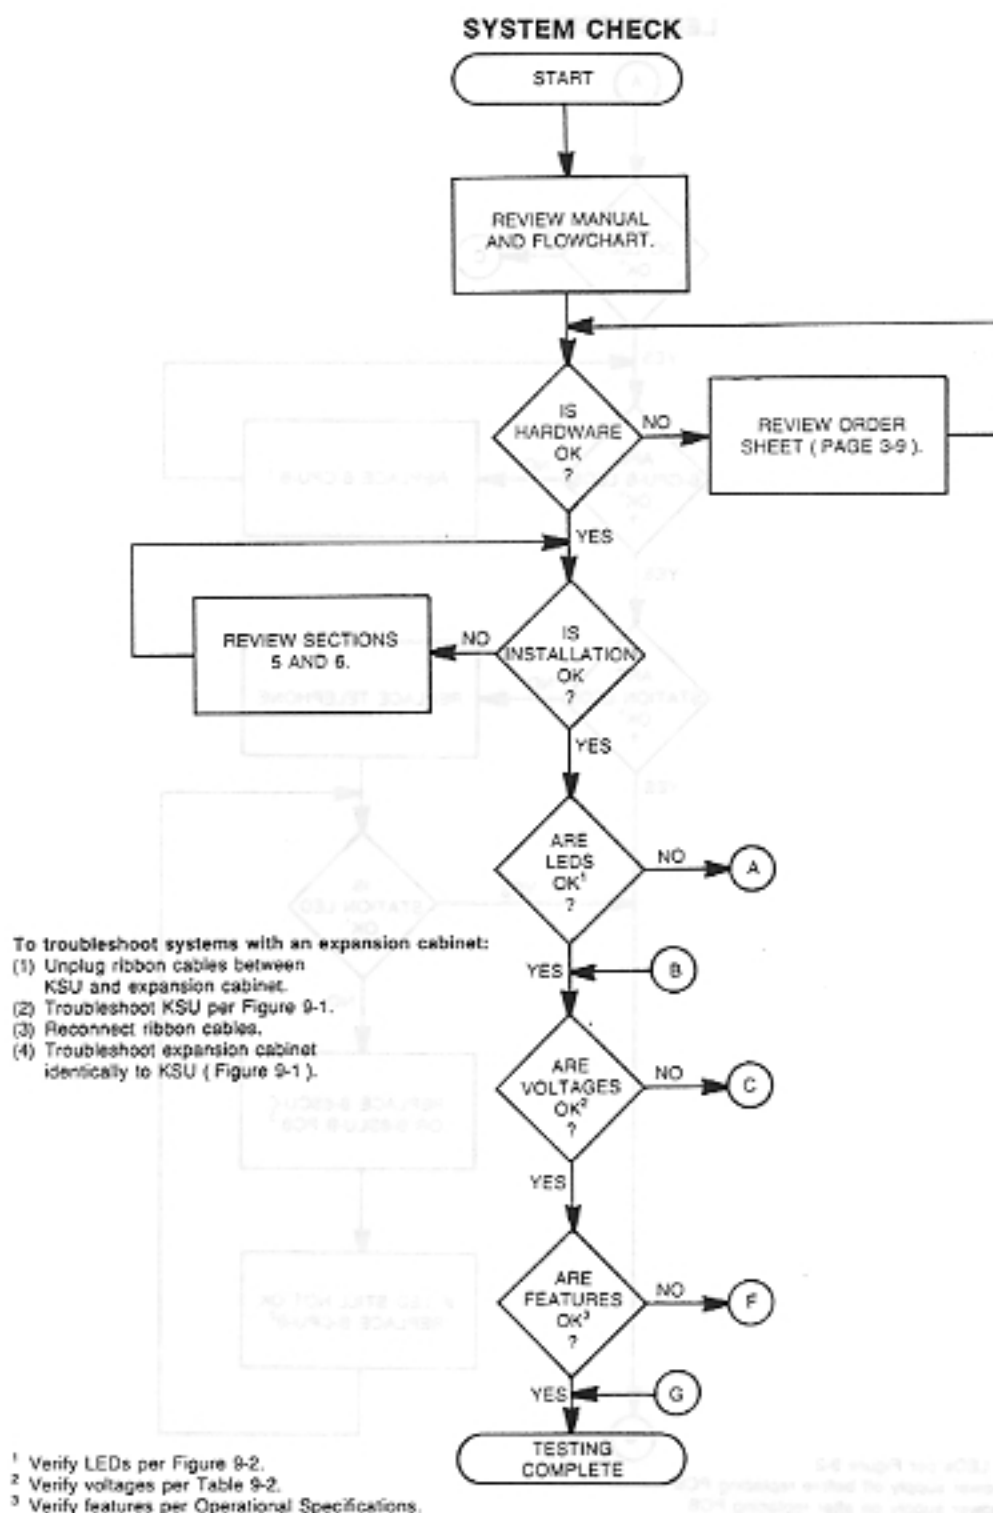 SYSTEM CHECK
START
REVIEW MANUAL
AND FLOWCHART.
IS
HARDWARE
OK
?
NO
REVIEW ORDER
SHEET ( PAGE 3-9 ).
YES
IS
INSTALLATION
OK
?
NO
REVIEW SECTIONS
5 AND 6.
YES
ARE
LEDS
OK¹
?
NO
A
To troubleshoot systems with an expansion cabinet:
(1) Unplug ribbon cables between
KSU and expansion cabinet.
(2) Troubleshoot KSU per Figure 9-1.
(3) Reconnect ribbon cables.
(4) Troubleshoot expansion cabinet
identically to KSU ( Figure 9-1 ).
YES
B
ARE
VOLTAGES
OK²
?
NO
C
YES
ARE
FEATURES
OK³
?
NO
F
YES
G
TESTING
COMPLETE
¹ Verify LEDs per Figure 9-2.
² Verify voltages per Table 9-2.
³ Verify features per Operational Specifications.